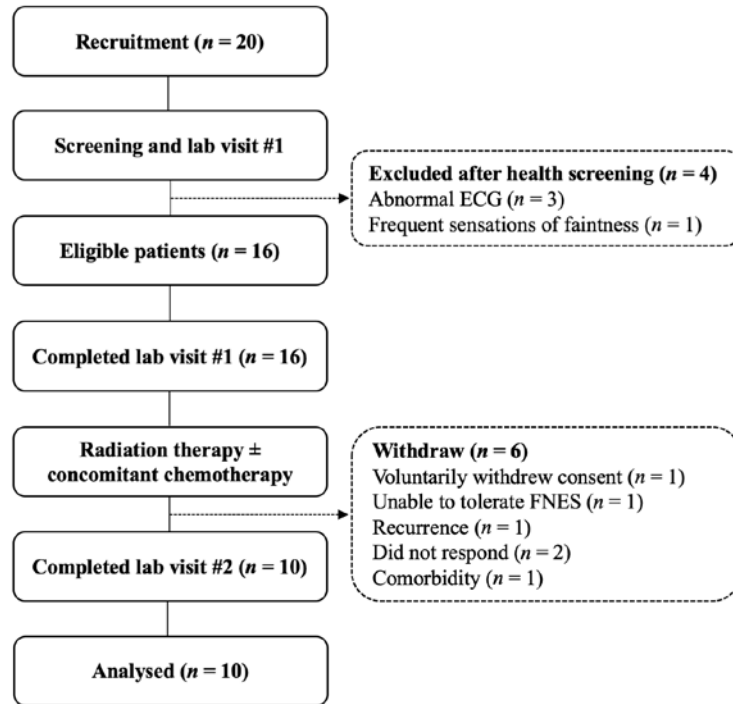 Recruitment (n = 20)
Screening and lab visit #1
Excluded after health screening (n = 4)
Abnormal ECG (n = 3)
Frequent sensations of faintness (n = 1)
Eligible patients (n = 16)
Completed lab visit #1 (n = 16)
Radiation therapy ±
concomitant chemotherapy
Withdraw (n = 6)
Voluntarily withdrew consent (n = 1)
Unable to tolerate FNES (n = 1)
Recurrence (n = 1)
Did not respond (n = 2)
Comorbidity (n = 1)
Completed lab visit #2 (n = 10)
Analysed (n = 10)